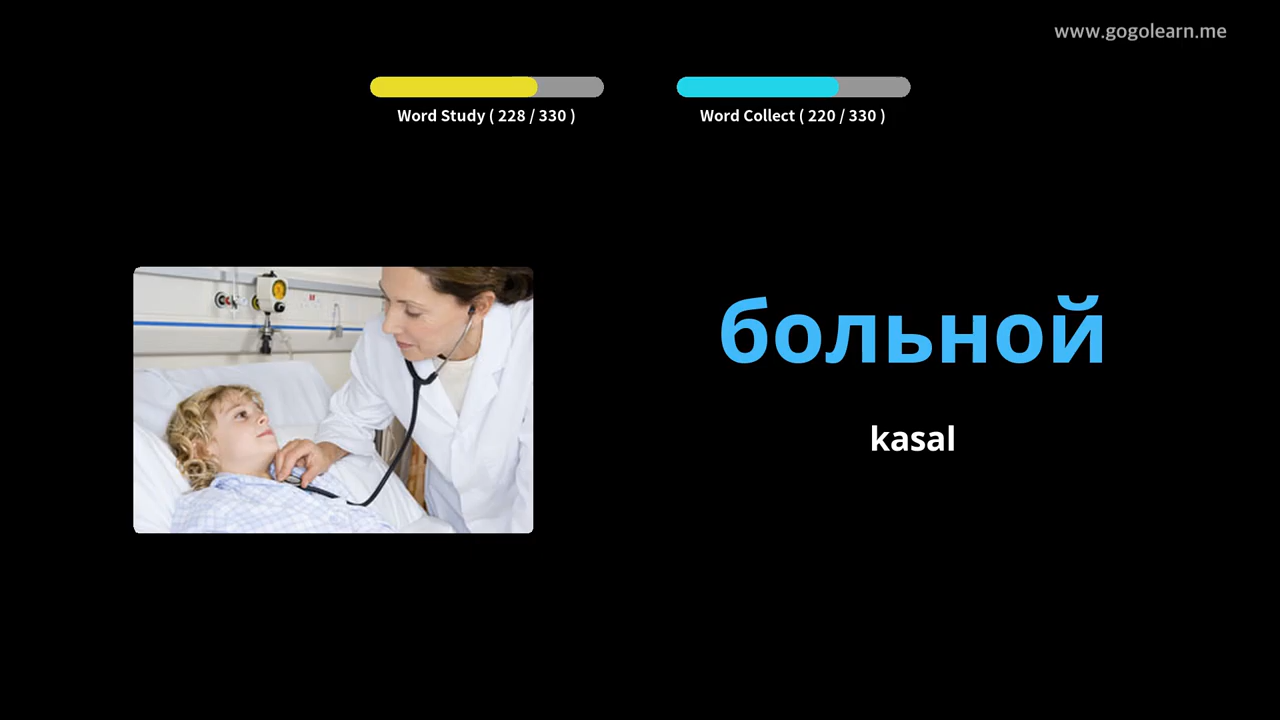 www.gogolearn.me
Word Study ( 228 / 330 )
Word Collect ( 220 / 330 )
больной
kasal